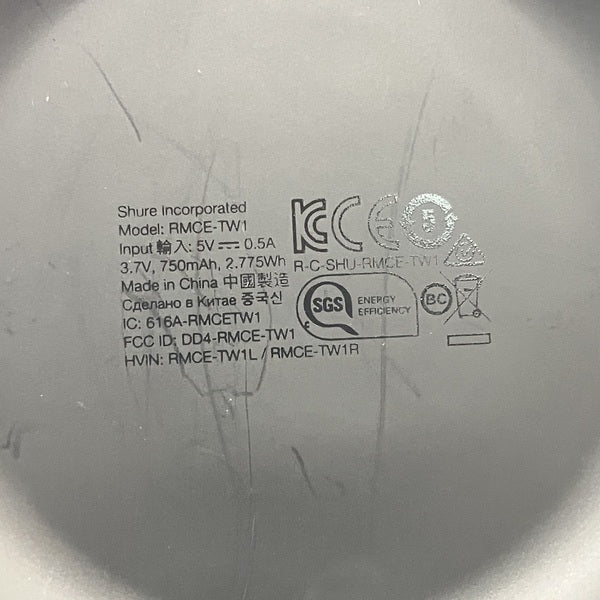 Shure Incorporated
Model: RMCE-TW1
Input 輸入: 5V 0.5A
3.7V, 750mAh, 2.775Wh
Made in China 中國製造
Сделано в Китае 중국산
IC: 616A-RMCETW1
FCC ID: DD4-RMCE-TW1
HVIN: RMCE-TW1L / RMCE-TW1R
KC CE
R-C-SHU-RMCE-TW1
SGS ENERGY
EFFICIENCY
BC